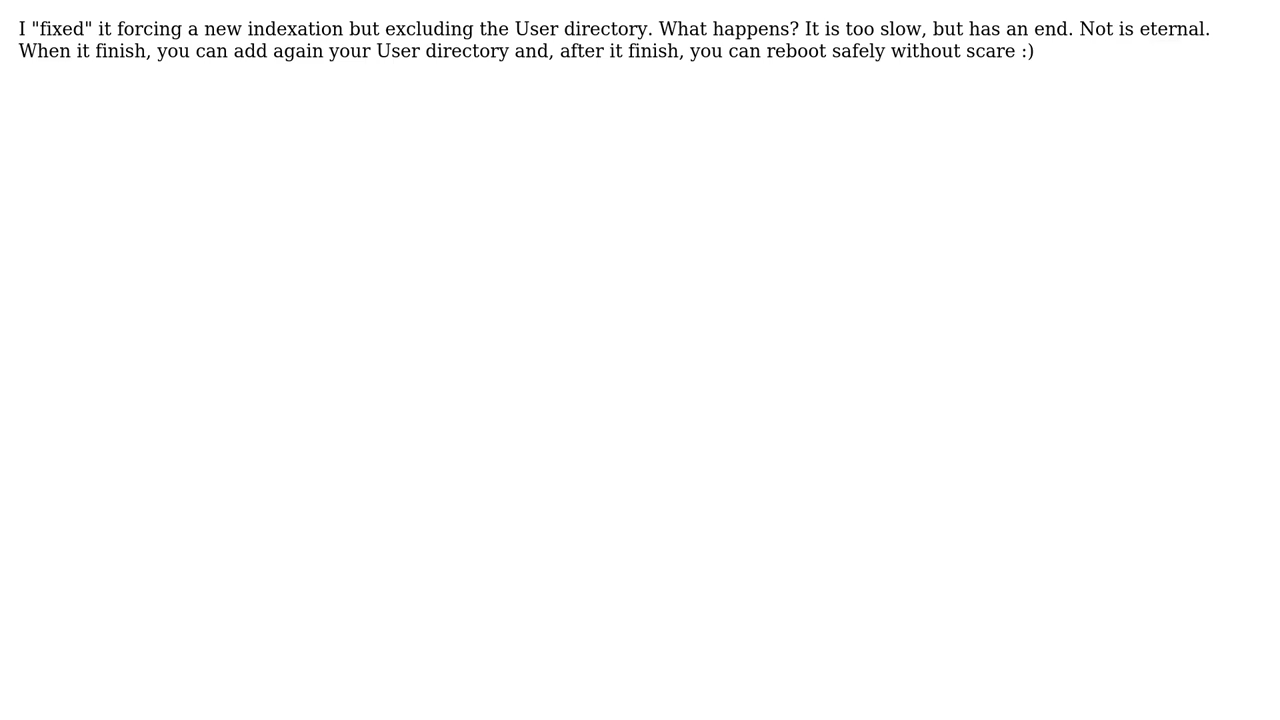 I "fixed" it forcing a new indexation but excluding the User directory. What happens? It is too slow, but has an end. Not is eternal.
When it finish, you can add again your User directory and, after it finish, you can reboot safely without scare :)